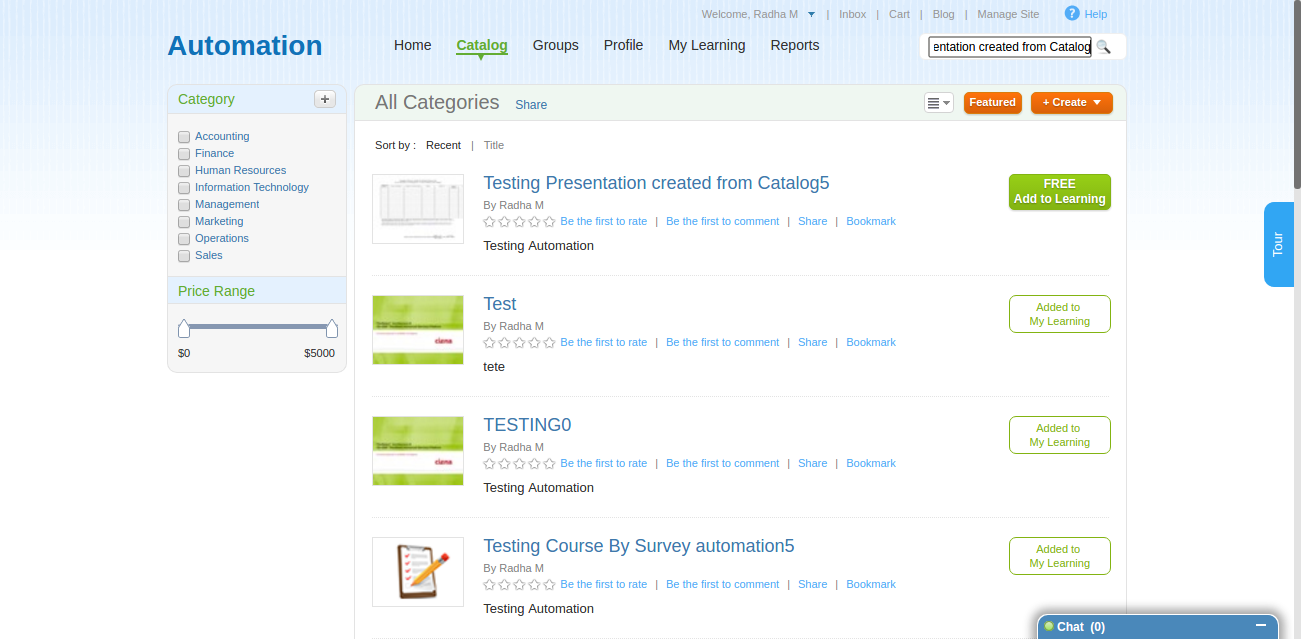 Welcome, Radha M | Inbox | Cart | Blog | Manage Site ? Help
Automation
Home Catalog Groups Profile My Learning Reports
entation created from Catalog
Category +
Accounting
Finance
Human Resources
Information Technology
Management
Marketing
Operations
Sales
Price Range
$0 $5000
All Categories Share
Featured + Create
Sort by : Recent | Title
Testing Presentation created from Catalog5
By Radha M
Be the first to rate | Be the first to comment | Share | Bookmark
Testing Automation
FREE
Add to Learning
Test
By Radha M
Be the first to rate | Be the first to comment | Share | Bookmark
tete
Added to
My Learning
TESTING0
By Radha M
Be the first to rate | Be the first to comment | Share | Bookmark
Testing Automation
Added to
My Learning
Testing Course By Survey automation5
By Radha M
Be the first to rate | Be the first to comment | Share | Bookmark
Testing Automation
Added to
My Learning
Tour
Chat (0)